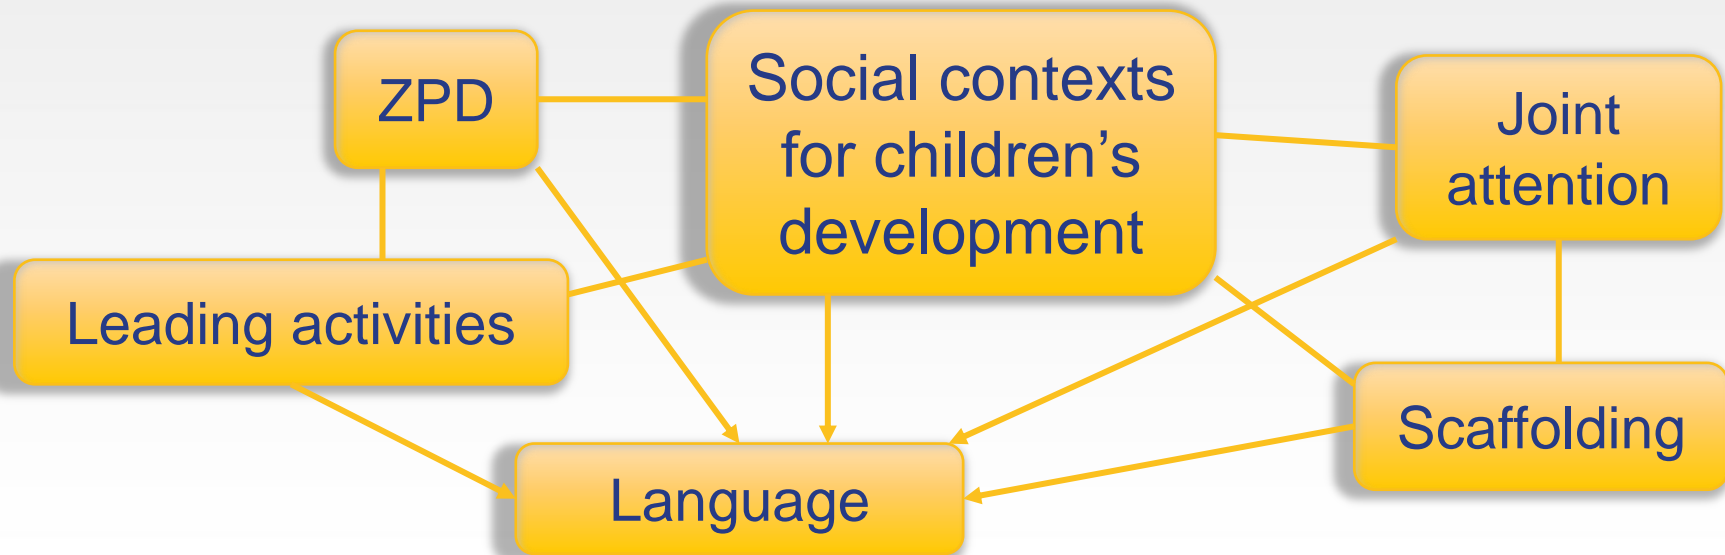 ZPD
Social contexts
for children’s
development
Joint
attention
Leading activities
Scaffolding
Language